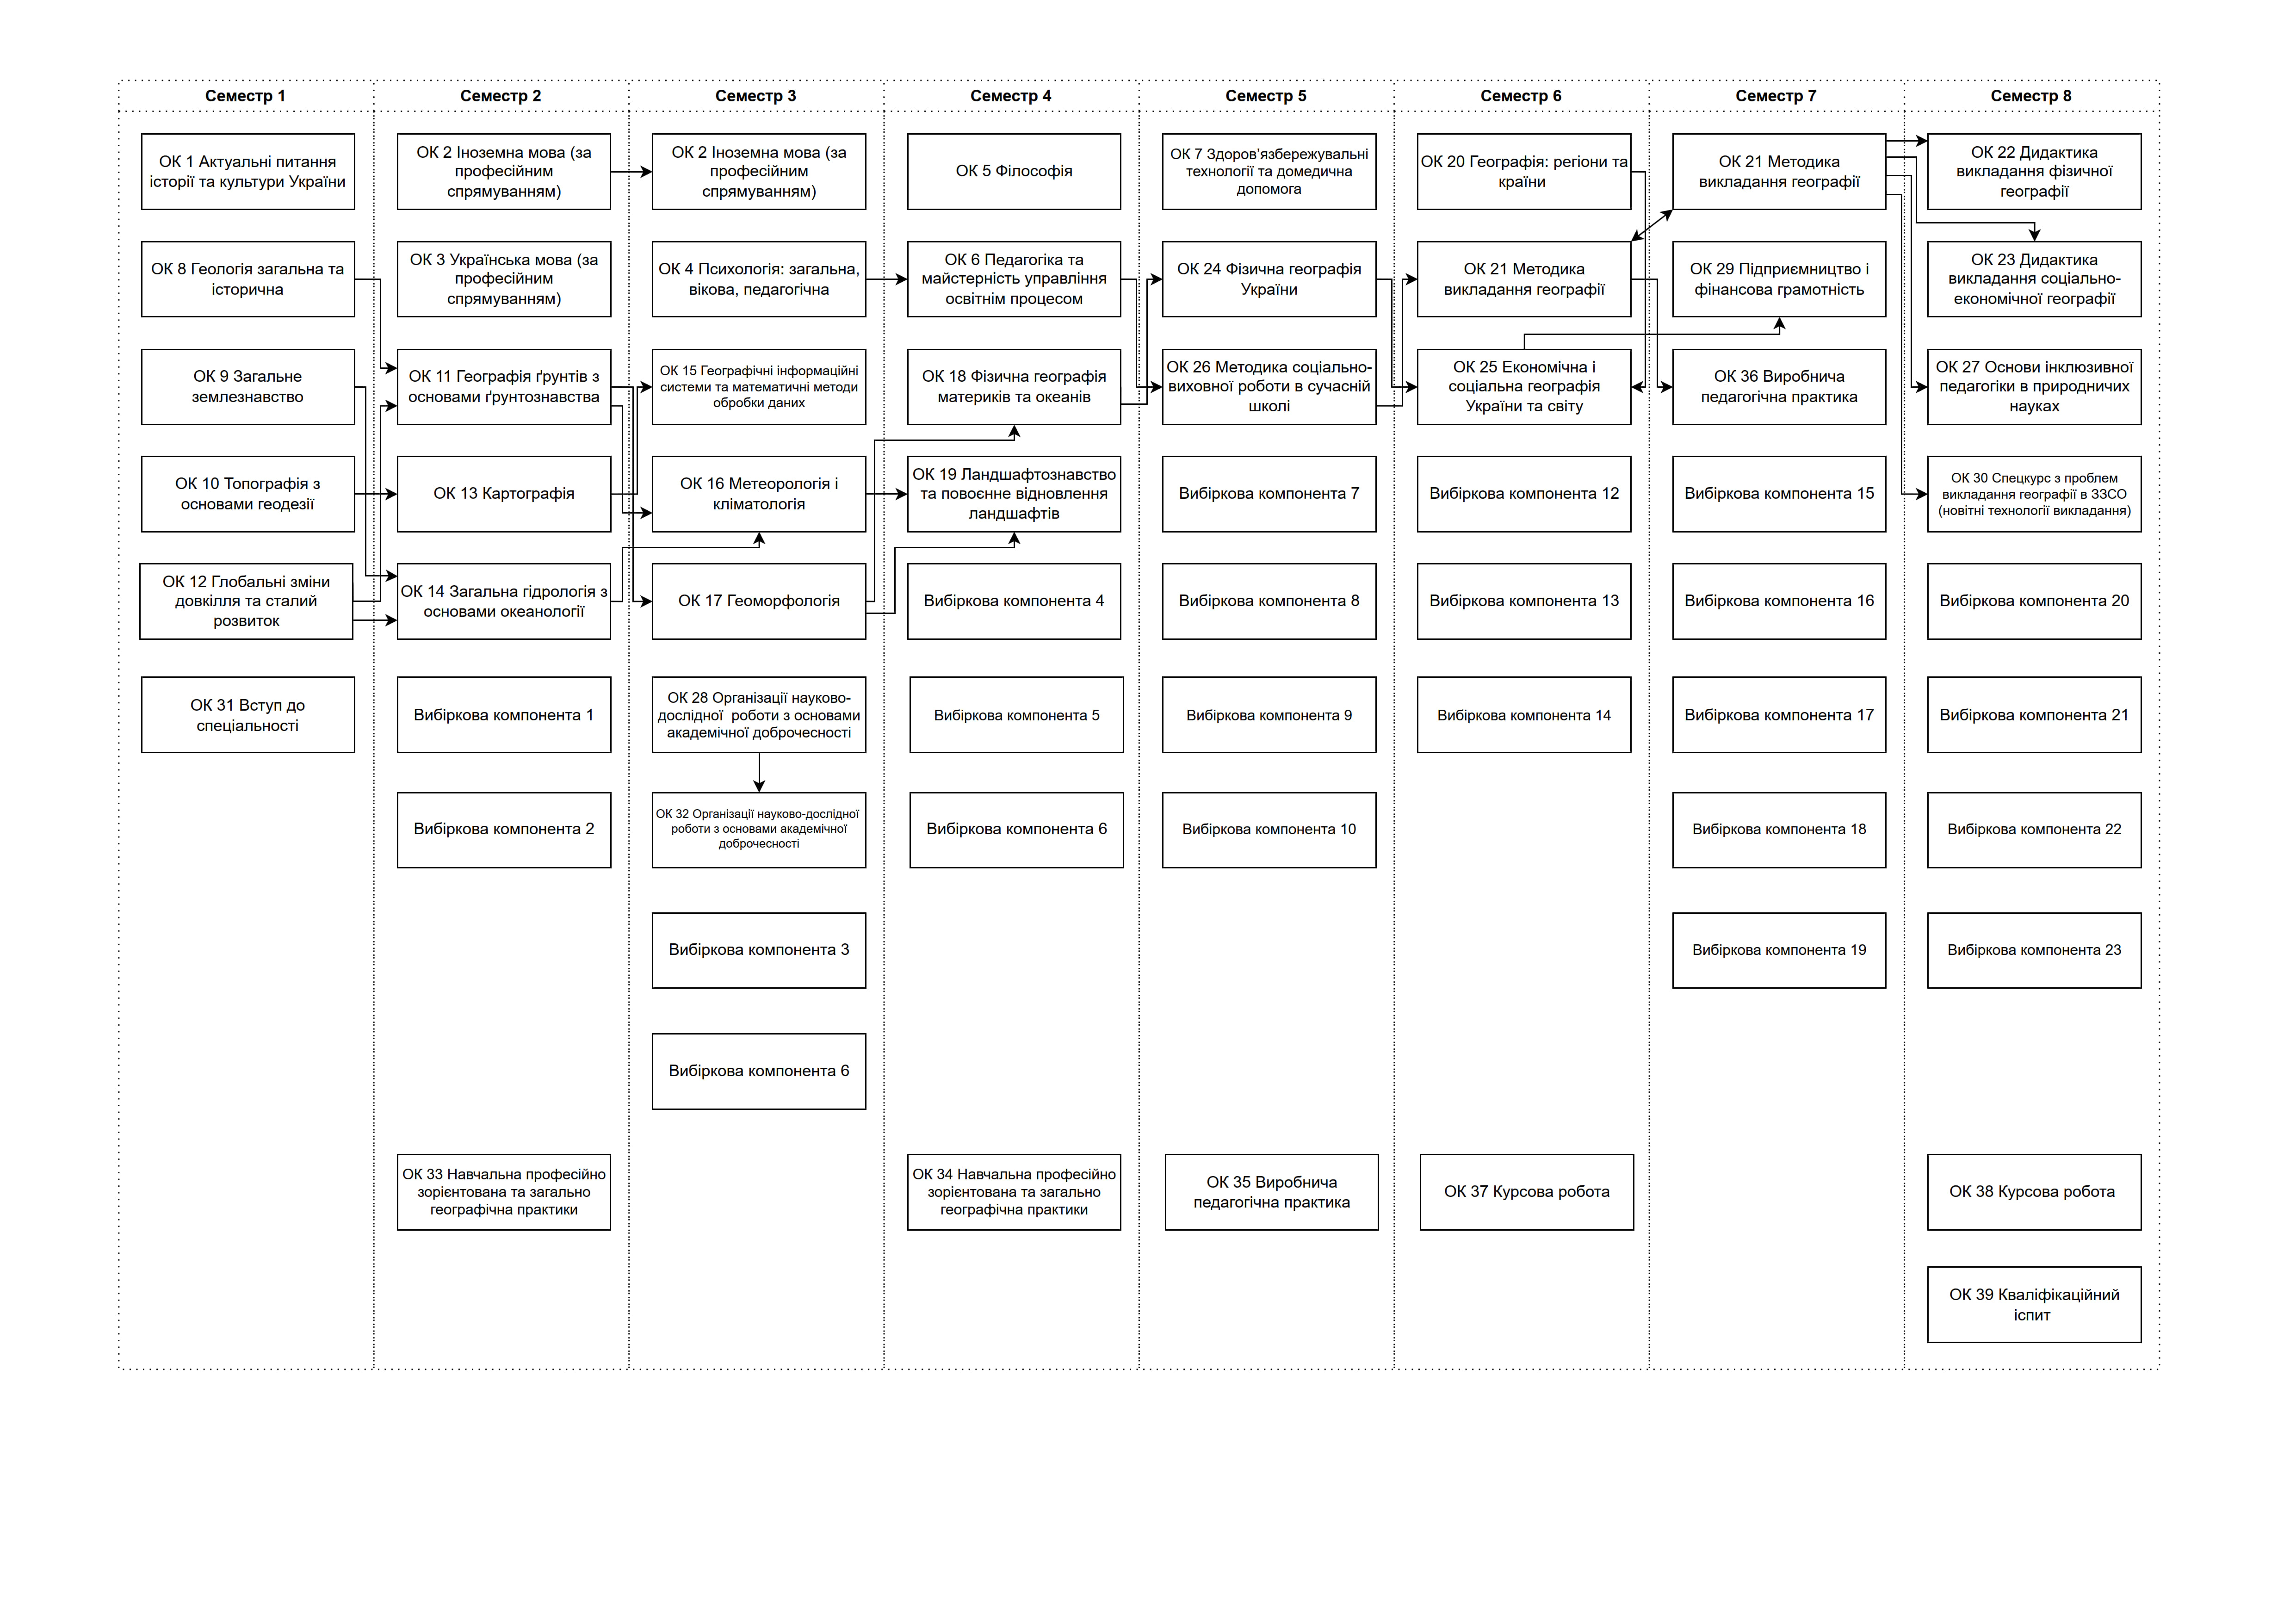 Семестр 1
Семестр 2
Семестр 3
Семестр 4
Семестр 5
Семестр 6
Семестр 7
Семестр 8
ОК 1 Актуальні питання
історії та культури України
ОК 8 Геологія загальна та
історична
ОК 9 Загальне
землезнавство
ОК 10 Топографія з
основами геодезії
ОК 12 Глобальні зміни
довкілля та сталий
розвиток
ОК 31 Вступ до
спеціальності
ОК 2 Іноземна мова (за
професійним
спрямуванням)
ОК 3 Українська мова (за
професійним
спрямуванням)
ОК 11 Географія ґрунтів з
основами ґрунтознавства
ОК 13 Картографія
ОК 14 Загальна гідрологія з
основами океанології
Вибіркова компонента 1
Вибіркова компонента 2
ОК 33 Навчальна професійно
зорієнтована та загально
географічна практики
ОК 2 Іноземна мова (за
професійним
спрямуванням)
ОК 4 Психологія: загальна,
вікова, педагогічна
ОК 15 Географічні інформаційні
системи та математичні методи
обробки даних
ОК 16 Метеорологія і
кліматологія
ОК 17 Геоморфологія
ОК 28 Організації науково-
дослідної роботи з основами
академічної доброчесності
ОК 32 Організації науково-дослідної
роботи з основами академічної
доброчесності
Вибіркова компонента 3
Вибіркова компонента 6
ОК 5 Філософія
ОК 6 Педагогіка та
майстерність управління
освітнім процесом
ОК 18 Фізична географія
материків та океанів
ОК 19 Ландшафтознавство
та повоєнне відновлення
ландшафтів
Вибіркова компонента 4
Вибіркова компонента 5
Вибіркова компонента 6
ОК 34 Навчальна професійно
зорієнтована та загально
географічна практики
ОК 7 Здоров’язбережувальні
технології та домедична
допомога
ОК 24 Фізична географія
України
ОК 26 Методика соціально-
виховної роботи в сучасній
школі
Вибіркова компонента 7
Вибіркова компонента 8
Вибіркова компонента 9
Вибіркова компонента 10
ОК 35 Виробнича
педагогічна практика
ОК 20 Географія: регіони та
країни
ОК 21 Методика
викладання географії
ОК 25 Економічна і
соціальна географія
України та світу
Вибіркова компонента 12
Вибіркова компонента 13
Вибіркова компонента 14
ОК 37 Курсова робота
ОК 21 Методика
викладання географії
ОК 29 Підприємництво і
фінансова грамотність
ОК 36 Виробнича
педагогічна практика
Вибіркова компонента 15
Вибіркова компонента 16
Вибіркова компонента 17
Вибіркова компонента 18
Вибіркова компонента 19
ОК 22 Дидактика
викладання фізичної
географії
ОК 23 Дидактика
викладання соціально-
економічної географії
ОК 27 Основи інклюзивної
педагогіки в природничих
науках
ОК 30 Спецкурс з проблем
викладання географії в ЗЗСО
(новітні технології викладання)
Вибіркова компонента 20
Вибіркова компонента 21
Вибіркова компонента 22
Вибіркова компонента 23
ОК 38 Курсова робота
ОК 39 Кваліфікаційний
іспит